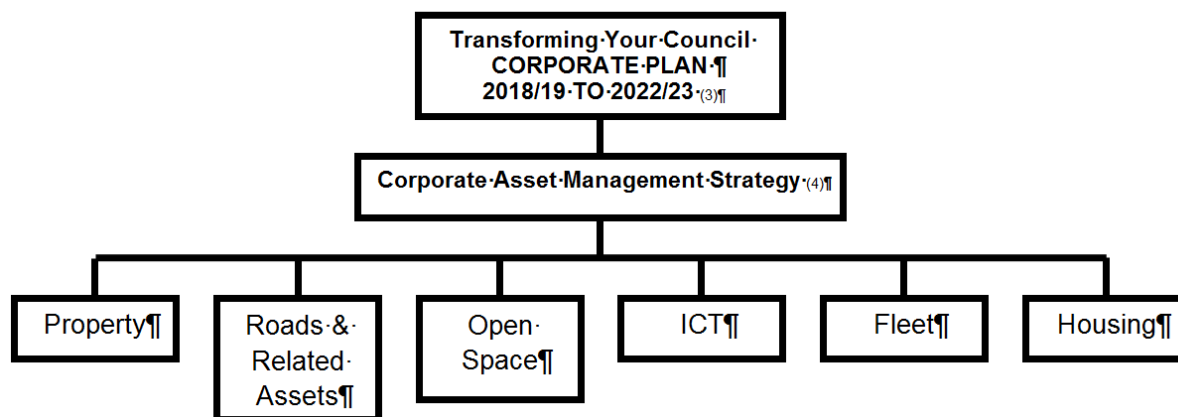 Transforming·Your·Council·
CORPORATE·PLAN·¶
2018/19·TO·2022/23·(3)¶
Corporate·Asset·Management·Strategy·(4)¶
Property¶
Roads·&·
Related·
Assets¶
Open·
Space¶
ICT¶
Fleet¶
Housing¶